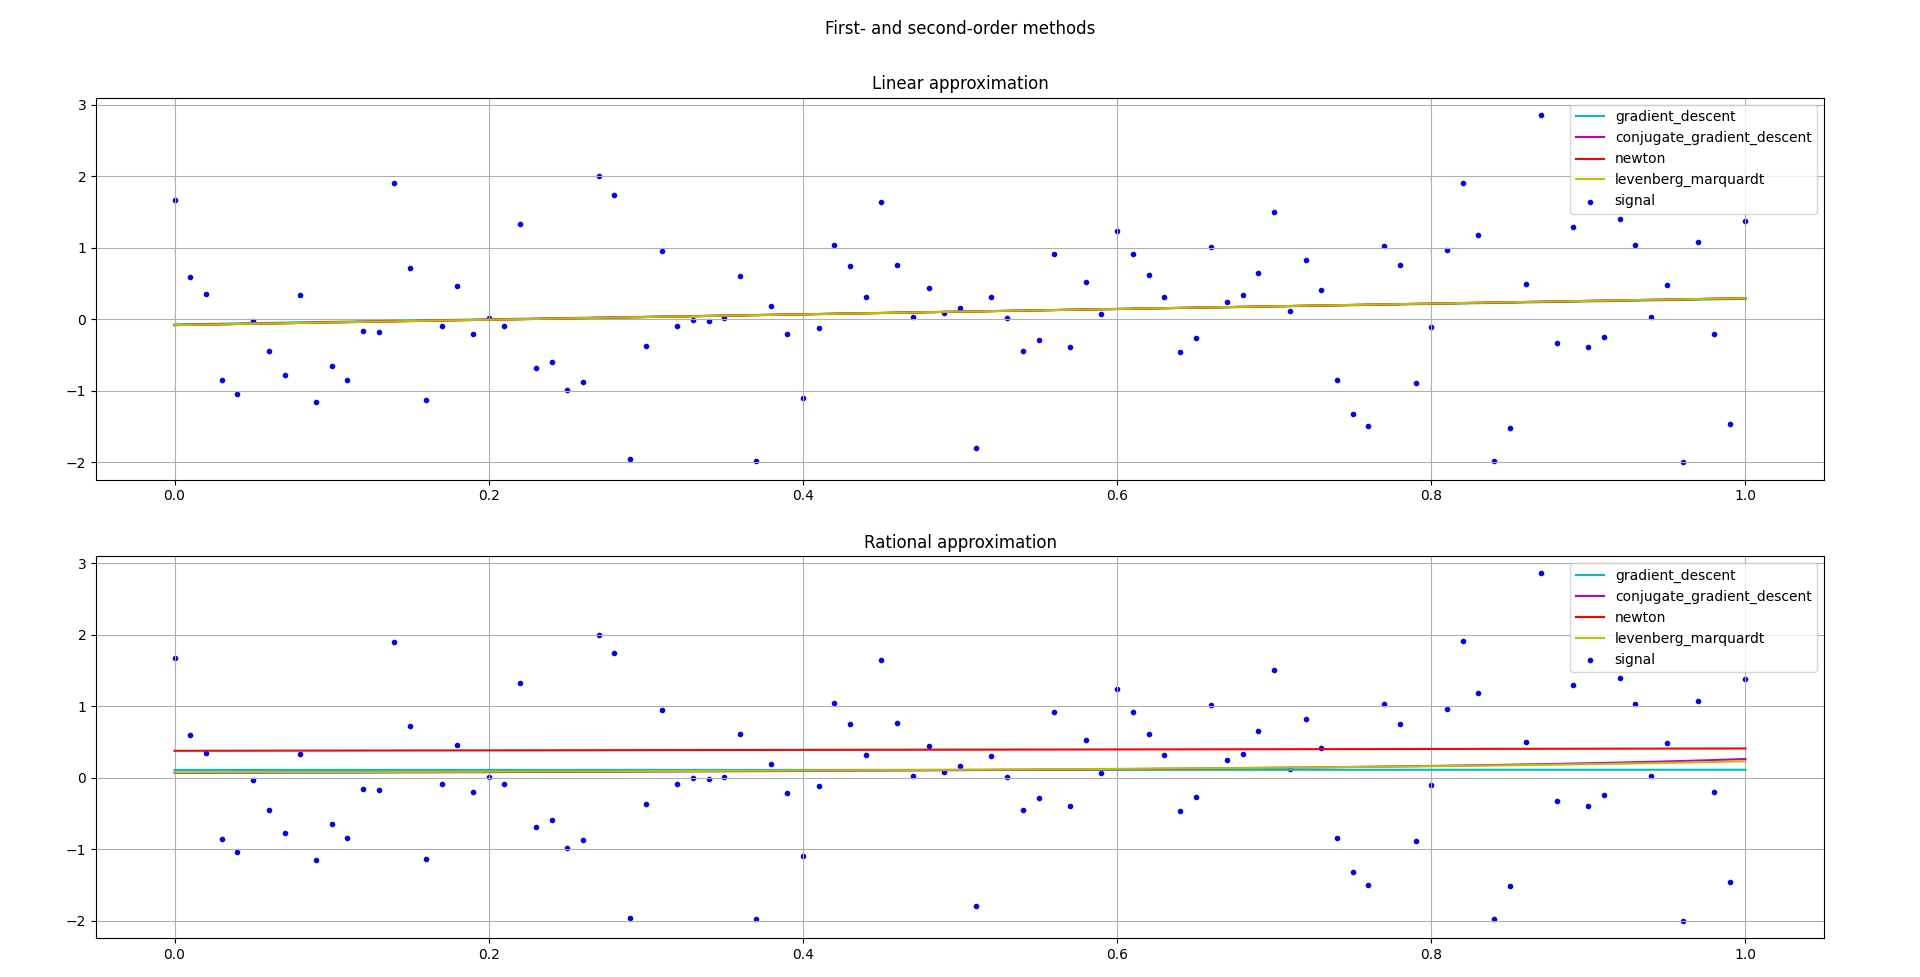 First- and second-order methods
Linear approximation
3
2
1
0
−1
−2
0.0 0.2 0.4 0.6 0.8 1.0
gradient_descent
conjugate_gradient_descent
newton
levenberg_marquardt
signal
Rational approximation
3
2
1
0
−1
−2
0.0 0.2 0.4 0.6 0.8 1.0
gradient_descent
conjugate_gradient_descent
newton
levenberg_marquardt
signal